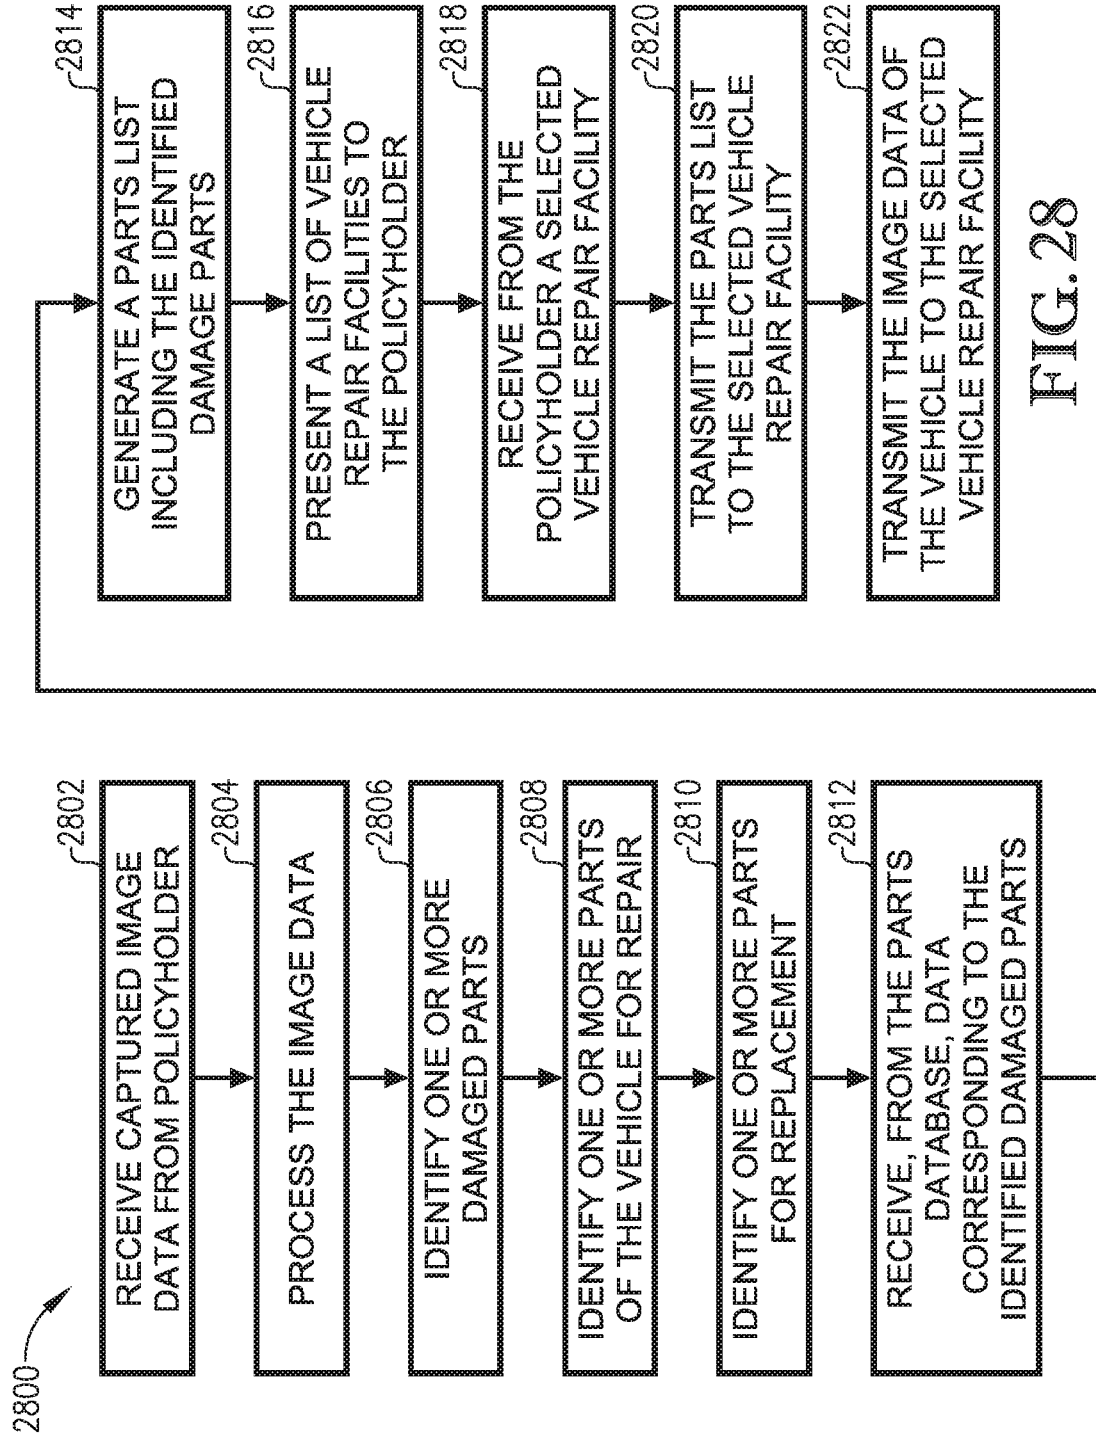 2800
2802
RECEIVE CAPTURED IMAGE
DATA FROM POLICYHOLDER
2804
PROCESS THE IMAGE DATA
2806
IDENTIFY ONE OR MORE
DAMAGED PARTS
2808
IDENTIFY ONE OR MORE PARTS
OF THE VEHICLE FOR REPAIR
2810
IDENTIFY ONE OR MORE PARTS
FOR REPLACEMENT
2812
RECEIVE, FROM THE PARTS
DATABASE, DATA
CORRESPONDING TO THE
IDENTIFIED DAMAGED PARTS
2814
GENERATE A PARTS LIST
INCLUDING THE IDENTIFIED
DAMAGE PARTS
2816
PRESENT A LIST OF VEHICLE
REPAIR FACILITIES TO
THE POLICYHOLDER
2818
RECEIVE FROM THE
POLICYHOLDER A SELECTED
VEHICLE REPAIR FACILITY
2820
TRANSMIT THE PARTS LIST
TO THE SELECTED VEHICLE
REPAIR FACILITY
2822
TRANSMIT THE IMAGE DATA OF
THE VEHICLE TO THE SELECTED
VEHICLE REPAIR FACILITY
FIG. 28